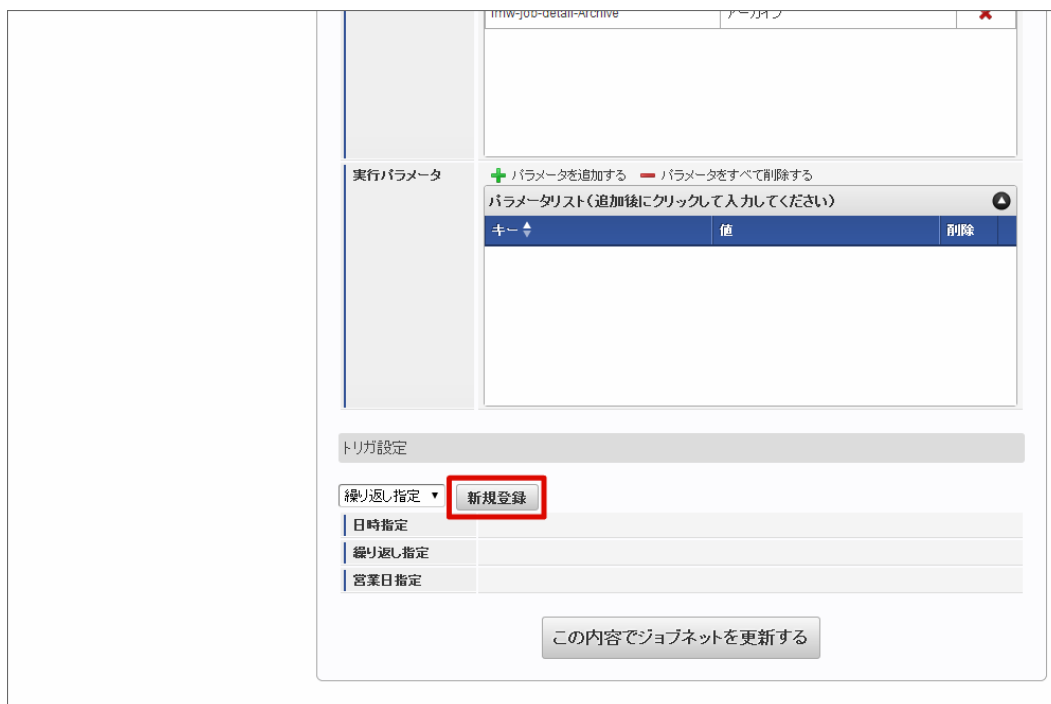 imw-job-detail-Archive アーカイブ
実行パラメータ パラメータを追加する パラメータをすべて削除する
パラメータリスト(追加後にクリックして入力してください)
キー 値 削除
トリガ設定
繰り返し指定 新規登録
日時指定
繰り返し指定
営業日指定
この内容でジョブネットを更新する